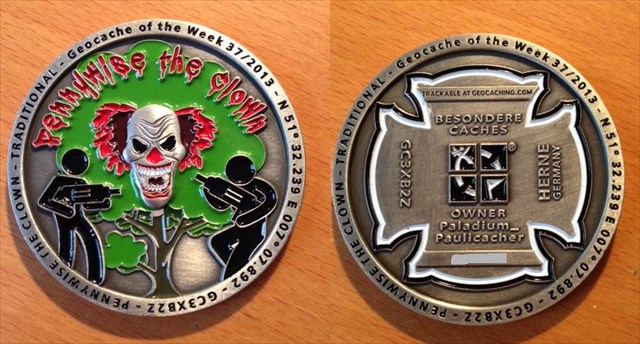 Pennywise the clown
PENNYWISE THE CLOWN - TRADITIONAL - Geocache of the Week 37/2013 - N 51° 32.239 E 007° 07.892 - GC3XB2Z -
TRACKABLE AT GEOCACHING.COM
BESONDERE
CACHES
GC3XB2Z
®
HERNE
GERMANY
OWNER
Paladium_
Paulicacher
PENNYWISE THE CLOWN - TRADITIONAL - Geocache of the Week 37/2013 - N 51° 32.239 E 007° 07.892 - GC3XB2Z -